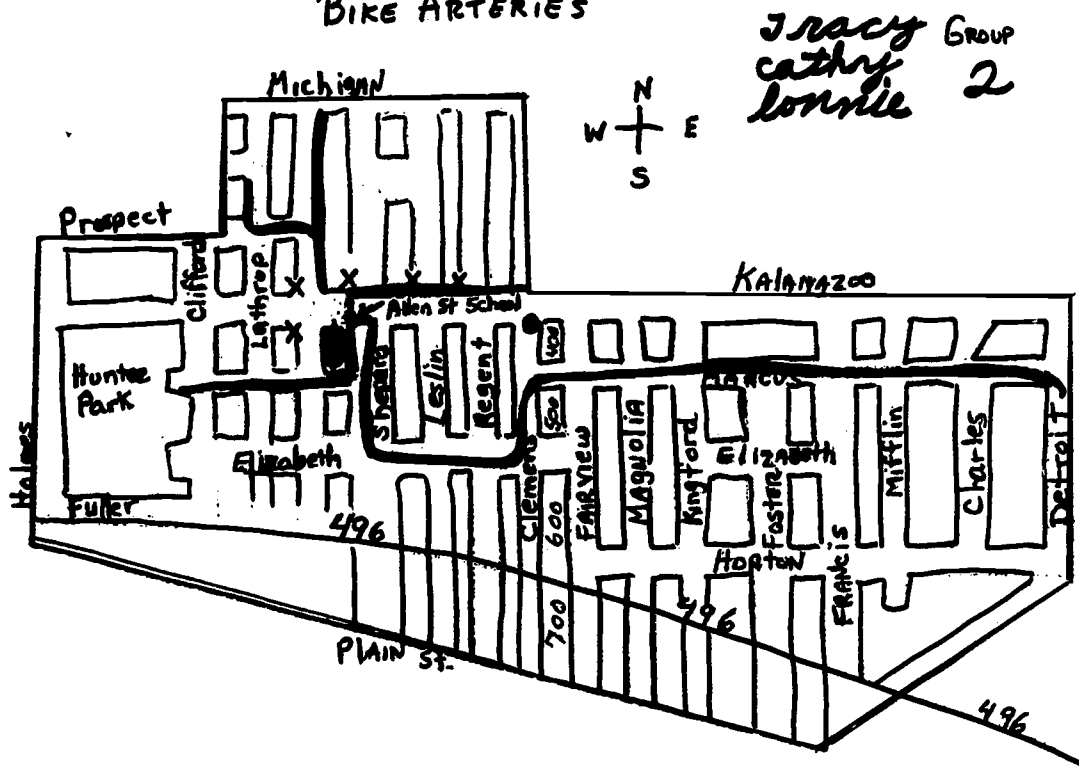 BIKE ARTERIES
Tracy
Cathy
Lonnie
GROUP
2
N
W E
S
Michigan
Prospect
Clifford
Lathrop
KALAMAZOO
Allen St School
Hunter
Park
Shepard
Leslin
Regent
400
500
Marcus
Clemens
FAIRVIEW
MAGNOLIA
Kingford
ELIZABETH
Foster
Mifflin
Charles
Detroit
Holmes
Elizabeth
Fuller
496
600
HORTON
FRANCIS
700
496
PLAIN St.
496
X
X
X
X
X